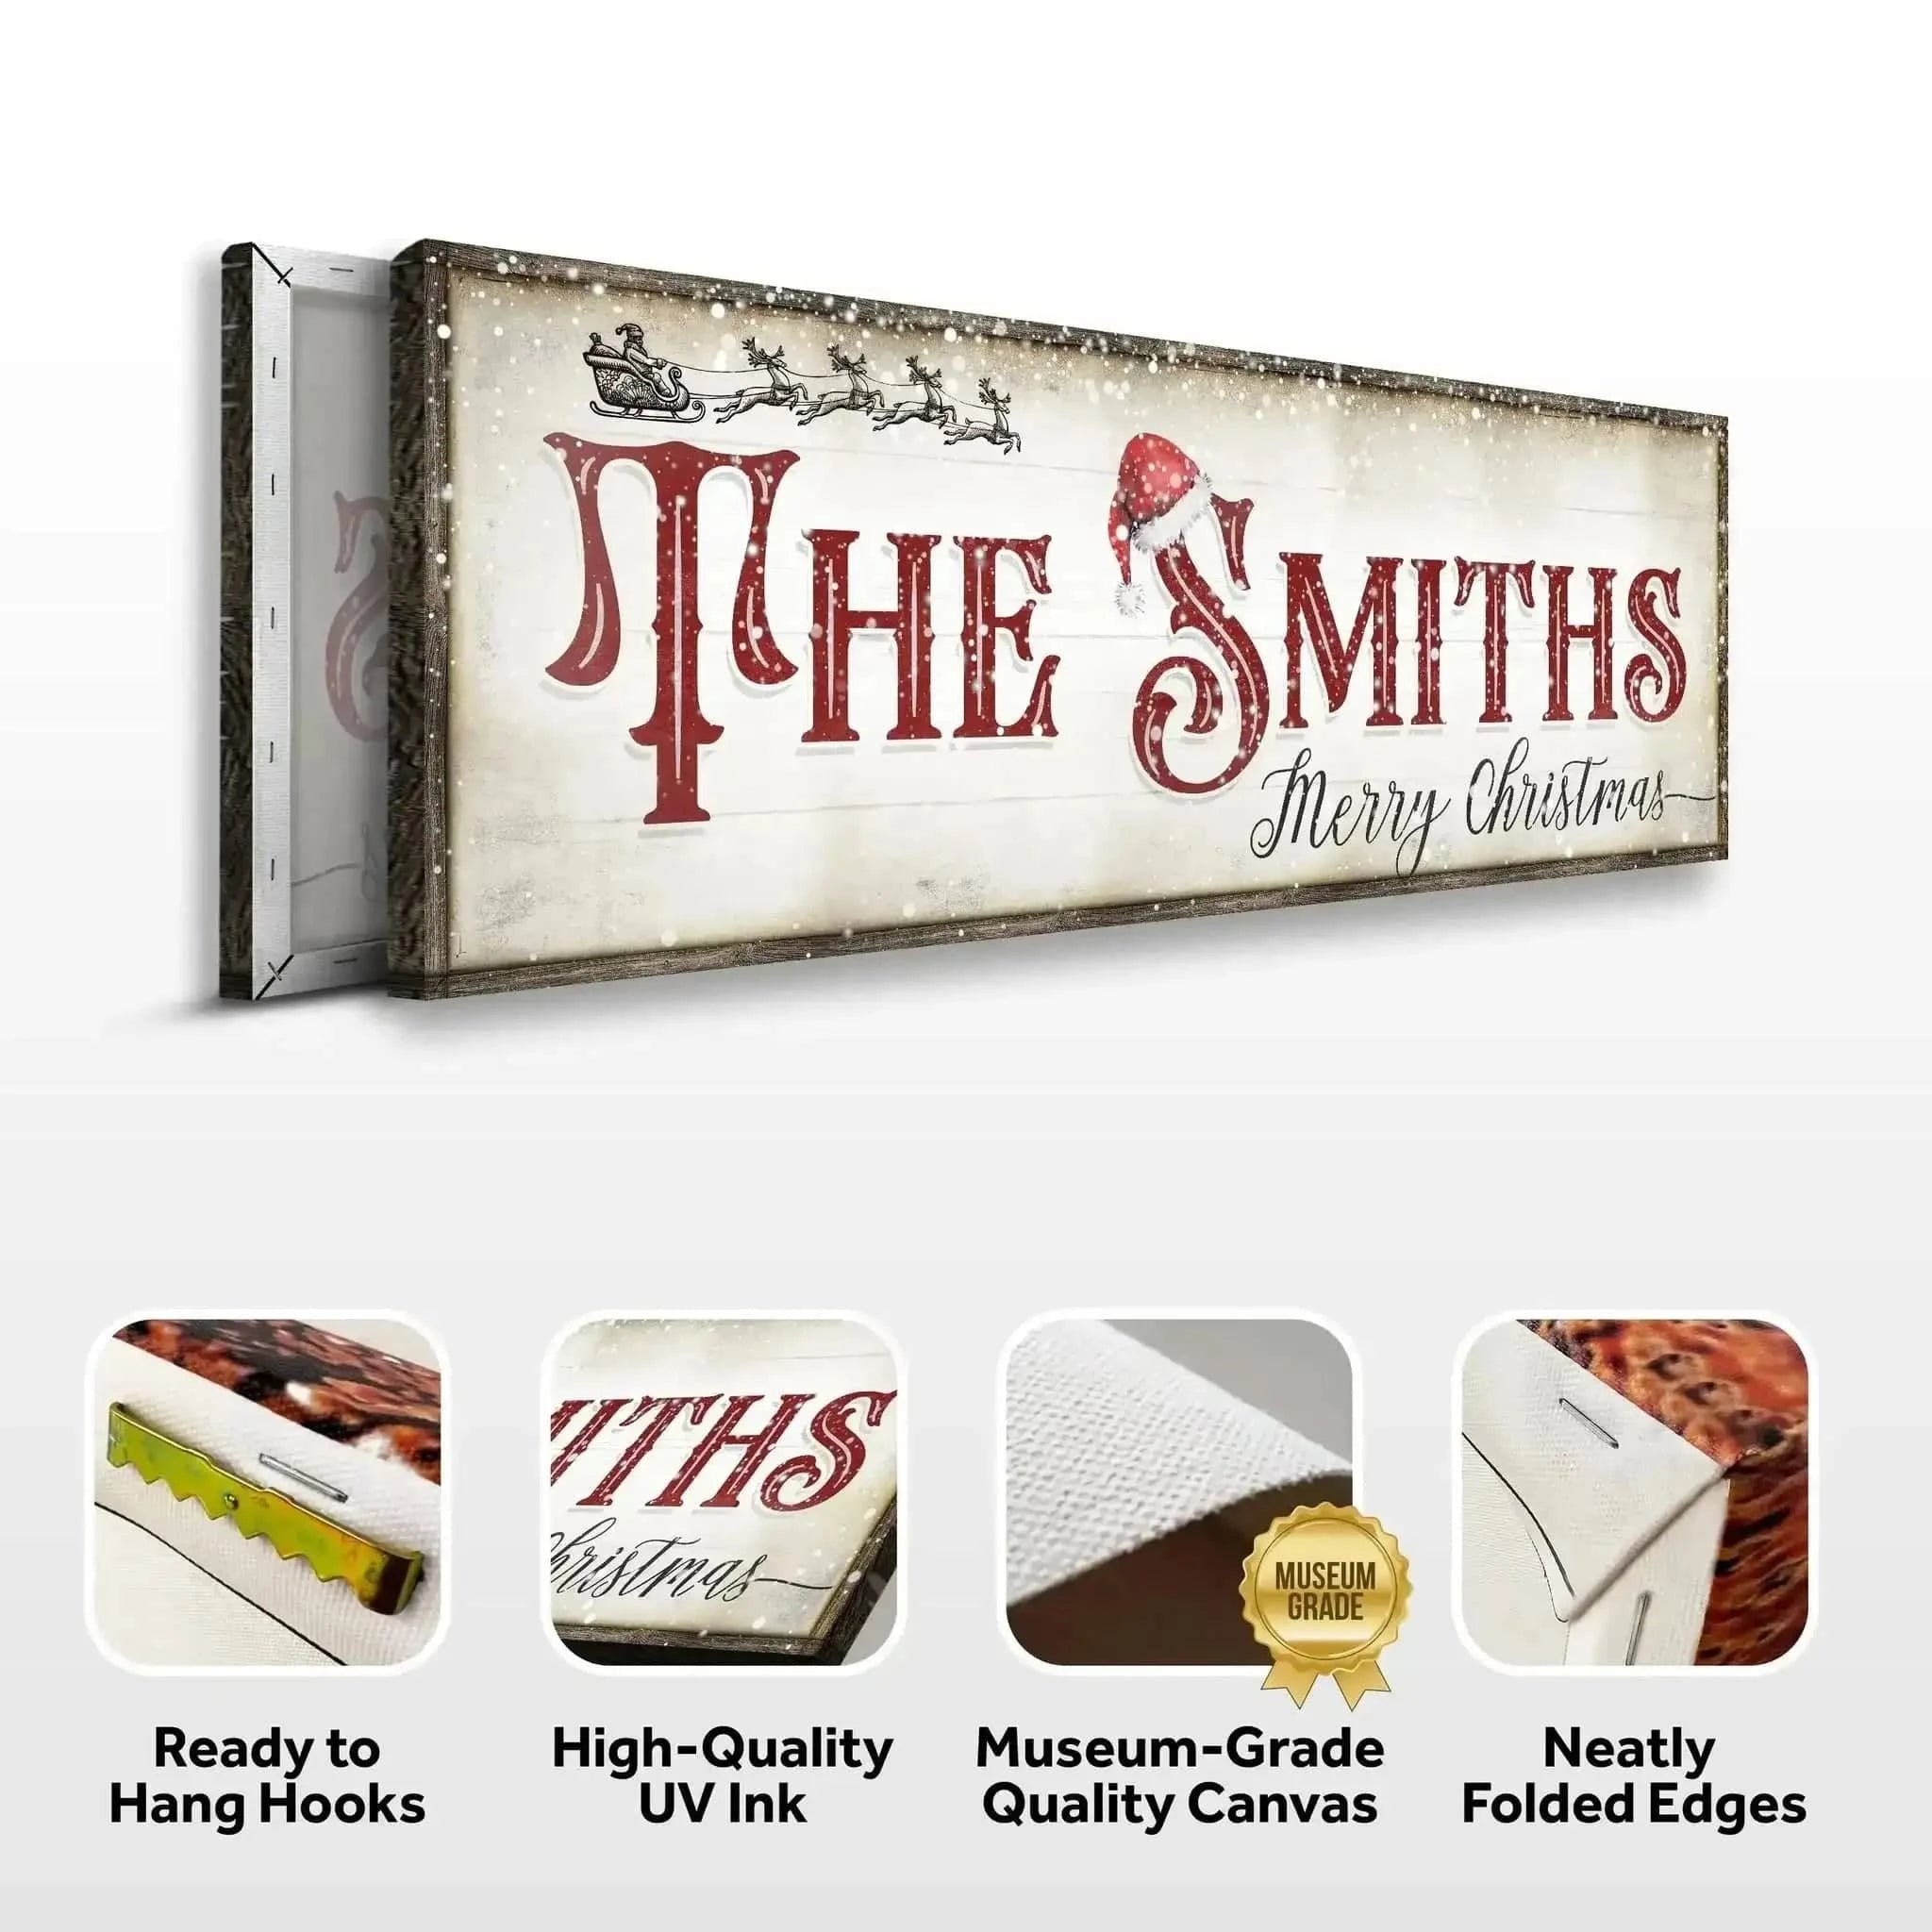 THE SMITHS
Merry Christmas
MITHS
Christmas
MUSEUM
GRADE
Ready to
Hang Hooks
High-Quality
UV Ink
Museum-Grade
Quality Canvas
Neatly
Folded Edges